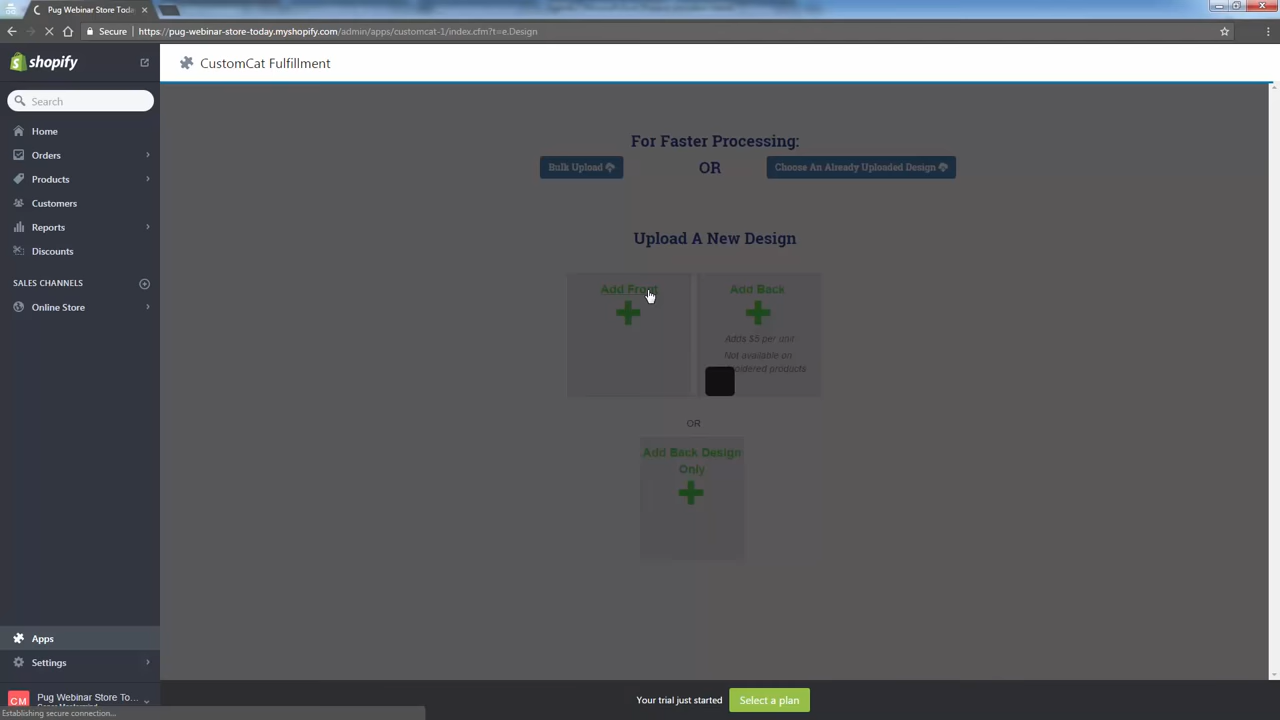 Pug Webinar Store Toda
Secure
https://pug-webinar-store-today.myshopify.com/admin/apps/customcat-1/index.cfm?t=e.Design
shopify
CustomCat Fulfillment
Search
Home
Orders
Products
Customers
Reports
Discounts
SALES CHANNELS
Online Store
Apps
Settings
Pug Webinar Store To...
CM
Establishing secure connection...
For Faster Processing:
Bulk Upload
OR
Choose An Already Uploaded Design
Upload A New Design
Add Front
Add Back
Adds $5 per unit
Not available on
products
OR
Add Back Design
Only
Your trial just started
Select a plan